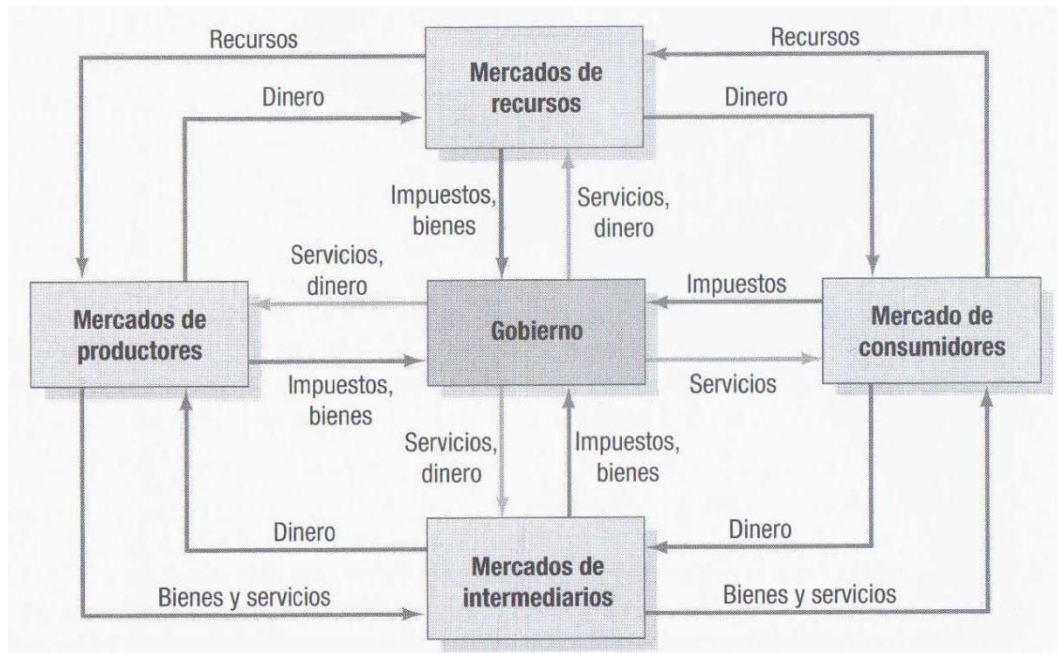 Recursos
Mercados de
recursos
Recursos
Dinero
Dinero
Impuestos,
bienes
Servicios,
dinero
Servicios,
dinero
Impuestos
Mercados de
productores
Gobierno
Mercado de
consumidores
Impuestos,
bienes
Servicios
Servicios,
dinero
Impuestos,
bienes
Dinero
Dinero
Mercados de
intermediarios
Bienes y servicios
Bienes y servicios